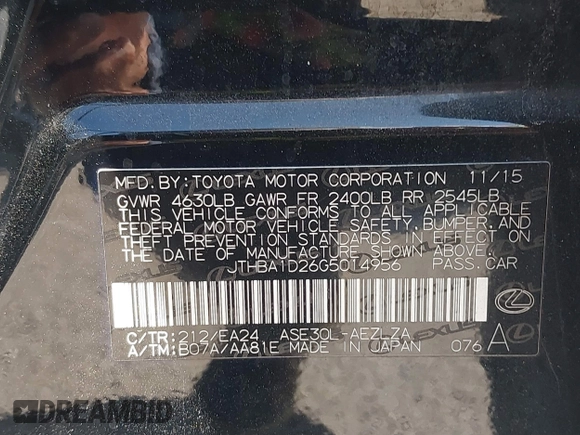 MFD.BY:TOYOTA MOTOR CORPORATION 11/15
GVWR 4630LB GAWR FR 2400LB RR 2545LB
THIS VEHICLE CONFORMS TO ALL APPLICABLE
FEDERAL MOTOR VEHICLE SAFETY,BUMPER,AND
THEFT PREVENTION STANDARDS IN EFFECT ON
THE DATE OF MANUFACTURE SHOWN ABOVE.
JTHBA1D26G5014956 PASS.CAR
C/TR:212/EA24 ASE30L-AEZLZA
A/TM:B07A/AA81E MADE IN JAPAN 076 A
DREAMBID